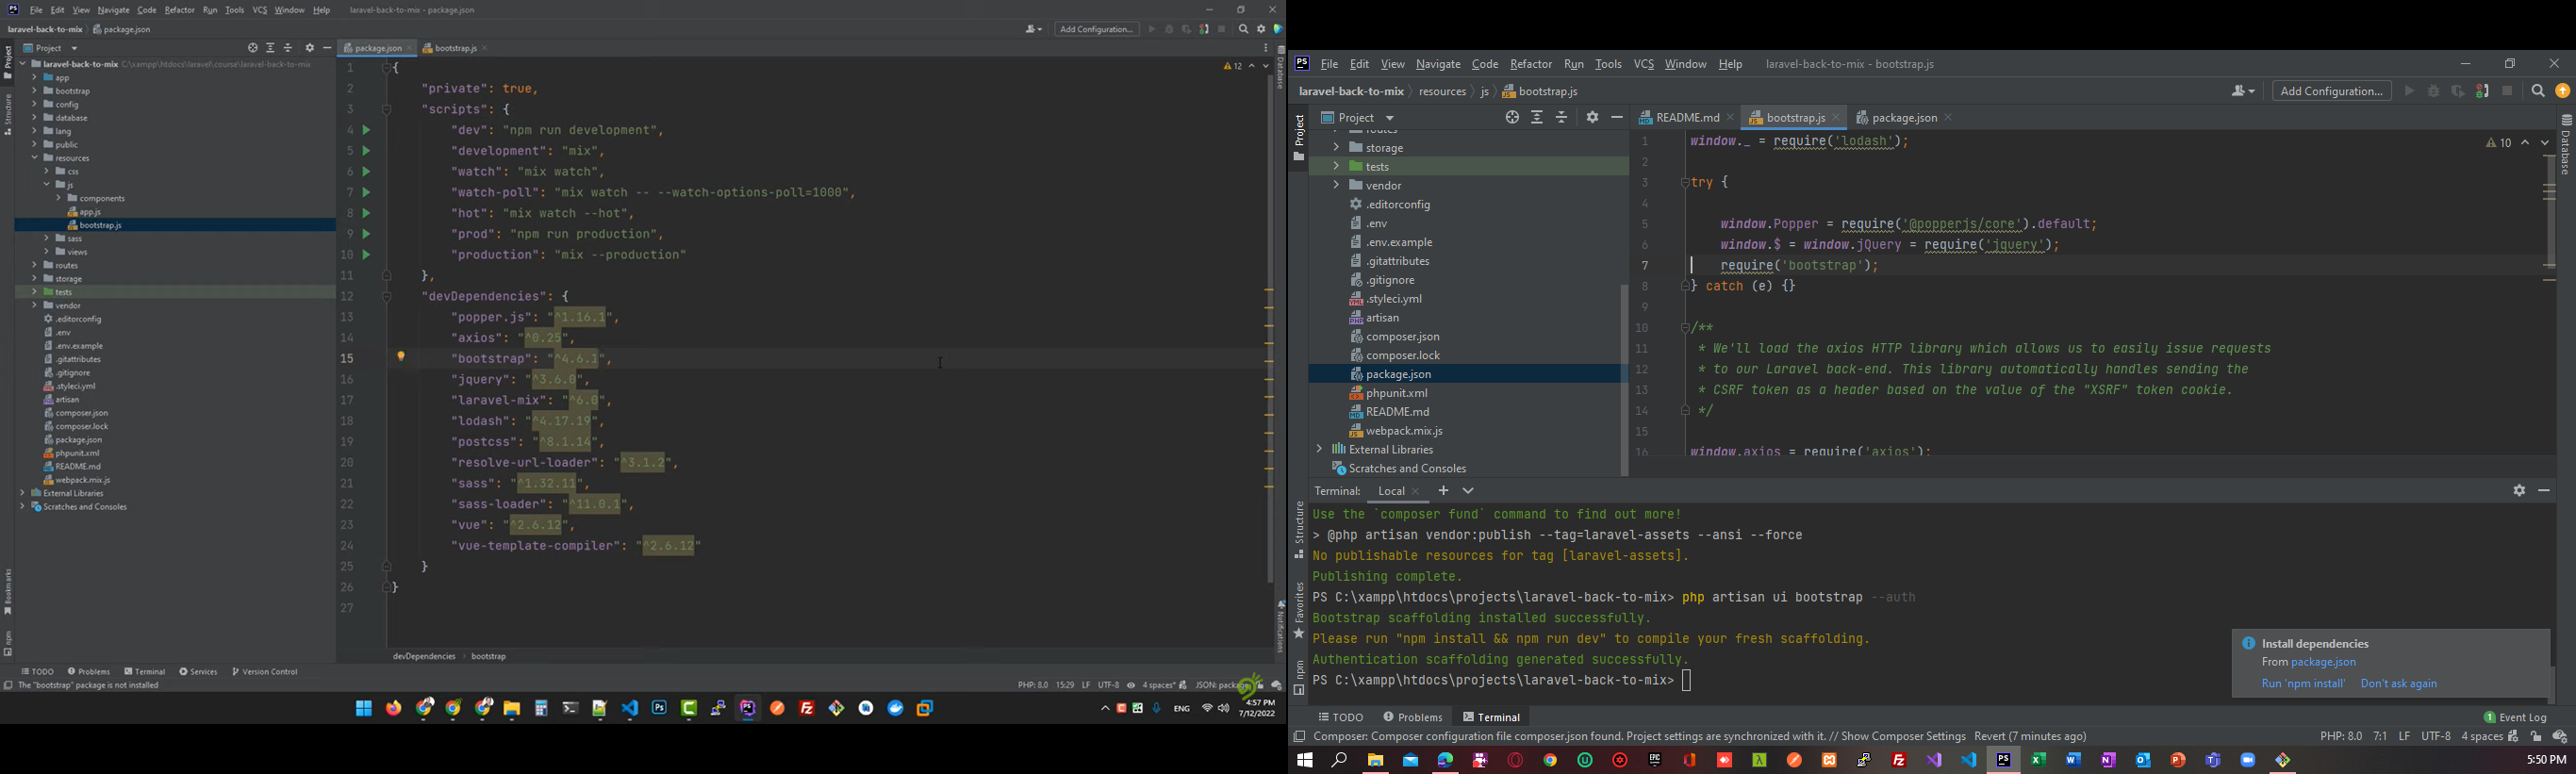 File Edit View Navigate Code Refactor Run Tools VCS Window Help laravel-back-to-mix - package.json
laravel-back-to-mix package.json
Add Configuration...
Project
package.json
bootstrap.js
laravel-back-to-mix C:\xampp\htdocs\laravel\course\laravel-back-to-mix
app
bootstrap
config
database
lang
public
resources
css
js
components
app.js
bootstrap.js
sass
views
routes
storage
tests
vendor
.editorconfig
.env
.env.example
.gitattributes
.gitignore
.styleci.yml
artisan
composer.json
composer.lock
package.json
phpunit.xml
README.md
webpack.mix.js
External Libraries
Scratches and Consoles
Project
Structure
Bookmarks
npm
12
Database
Notifications
1 {
2 "private": true,
3 "scripts": {
4 "dev": "npm run development",
5 "development": "mix",
6 "watch": "mix watch",
7 "watch-poll": "mix watch -- --watch-options-poll=1000",
8 "hot": "mix watch --hot",
9 "prod": "npm run production",
10 "production": "mix --production"
11 },
12 "devDependencies": {
13 "popper.js": "^1.16.1",
14 "axios": "^0.25",
15 "bootstrap": "^4.6.1",
16 "jquery": "^3.6.0",
17 "laravel-mix": "^6.0",
18 "lodash": "^4.17.19",
19 "postcss": "^8.1.14",
20 "resolve-url-loader": "^3.1.2",
21 "sass": "^1.32.11",
22 "sass-loader": "^11.0.1",
23 "vue": "^2.6.12",
24 "vue-template-compiler": "^2.6.12"
25 }
26 }
27
devDependencies bootstrap
TODO Problems Terminal Services Version Control
The "bootstrap" package is not installed
PHP: 8.0 15:29 LF UTF-8 4 spaces* JSON: package
ENG
4:57 PM
7/12/2022
File Edit View Navigate Code Refactor Run Tools VCS Window Help laravel-back-to-mix - bootstrap.js
laravel-back-to-mix resources js bootstrap.js
Add Configuration...
Project
README.md
bootstrap.js
package.json
routes
storage
tests
vendor
.editorconfig
.env
.env.example
.gitattributes
.gitignore
.styleci.yml
artisan
composer.json
composer.lock
package.json
phpunit.xml
README.md
webpack.mix.js
External Libraries
Scratches and Consoles
Project
Structure
Favorites
npm
10
Database
1 window._ = require('lodash');
2
3 try {
4
5 window.Popper = require('@popperjs/core').default;
6 window.$ = window.jQuery = require('jquery');
7 require('bootstrap');
8 } catch (e) {}
9
10 /**
11 * We'll load the axios HTTP library which allows us to easily issue requests
12 * to our Laravel back-end. This library automatically handles sending the
13 * CSRF token as a header based on the value of the "XSRF" token cookie.
14 */
15
16 window.axios = require('axios');
Terminal: Local
Use the `composer fund` command to find out more!
> @php artisan vendor:publish --tag=laravel-assets --ansi --force
No publishable resources for tag [laravel-assets].
Publishing complete.
PS C:\xampp\htdocs\projects\laravel-back-to-mix> php artisan ui bootstrap --auth
Bootstrap scaffolding installed successfully.
Please run "npm install && npm run dev" to compile your fresh scaffolding.
Authentication scaffolding generated successfully.
PS C:\xampp\htdocs\projects\laravel-back-to-mix>
Install dependencies
From package.json
Run 'npm install' Don't ask again
TODO Problems Terminal
1 Event Log
Composer: Composer configuration file composer.json found. Project settings are synchronized with it. // Show Composer Settings Revert (7 minutes ago)
PHP: 8.0 7:1 LF UTF-8 4 spaces
5:50 PM